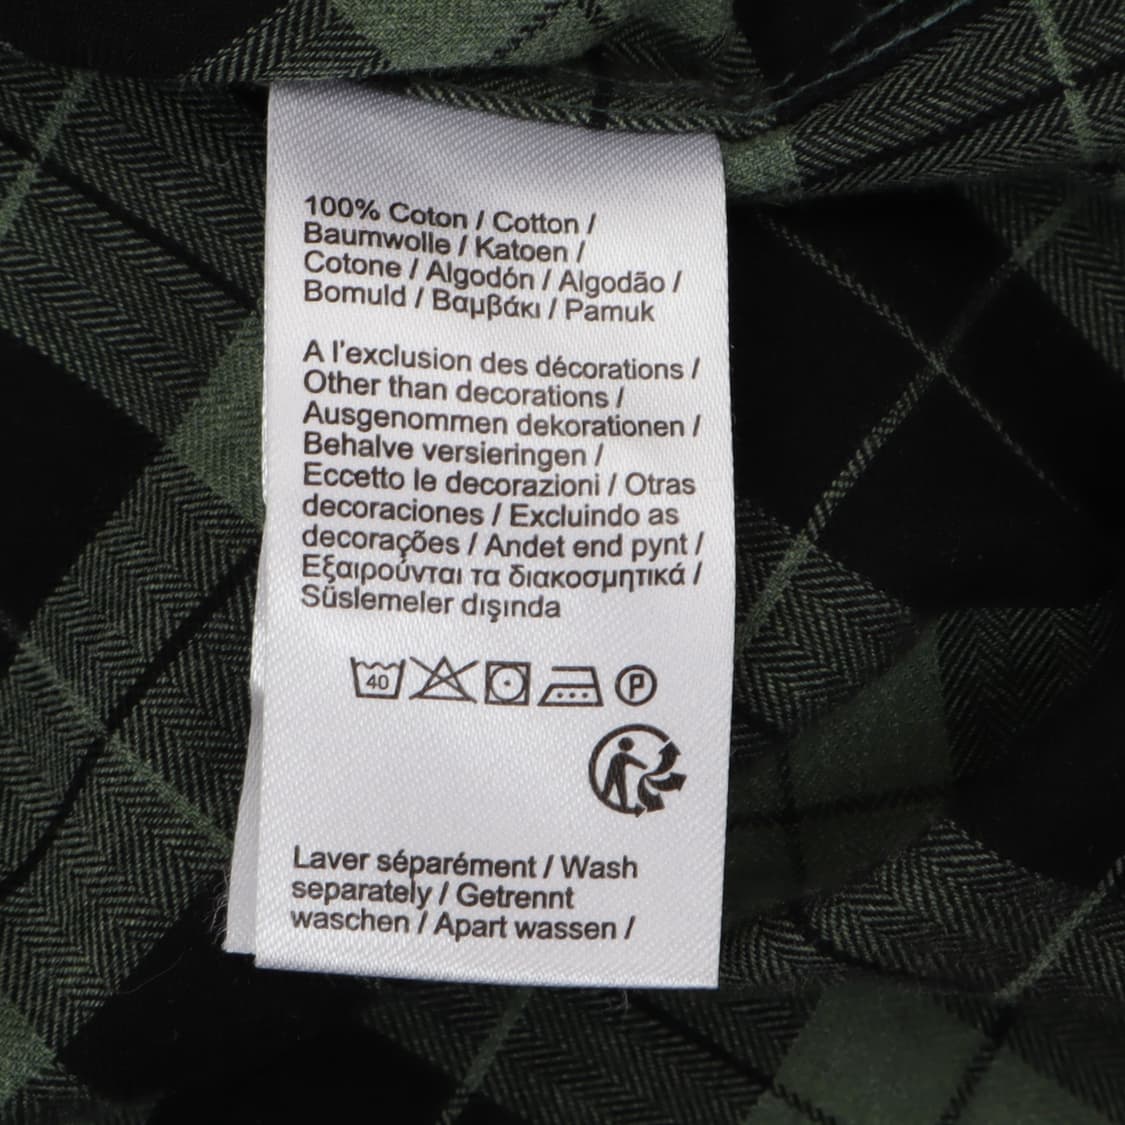 100% Coton / Cotton /
Baumwolle / Katoen /
Cotone / Algodón / Algodão /
Bomuld / Βαμβάκι / Pamuk
A l'exclusion des décorations /
Other than decorations /
Ausgenommen dekorationen /
Behalve versieringen /
Eccetto le decorazioni / Otras
decoraciones / Excluindo as
decorações / Andet end pynt /
Εξαιρούνται τα διακοσμητικά /
Süslemeler dışında
40 P
Laver séparément / Wash
separately / Getrennt
waschen / Apart wassen /